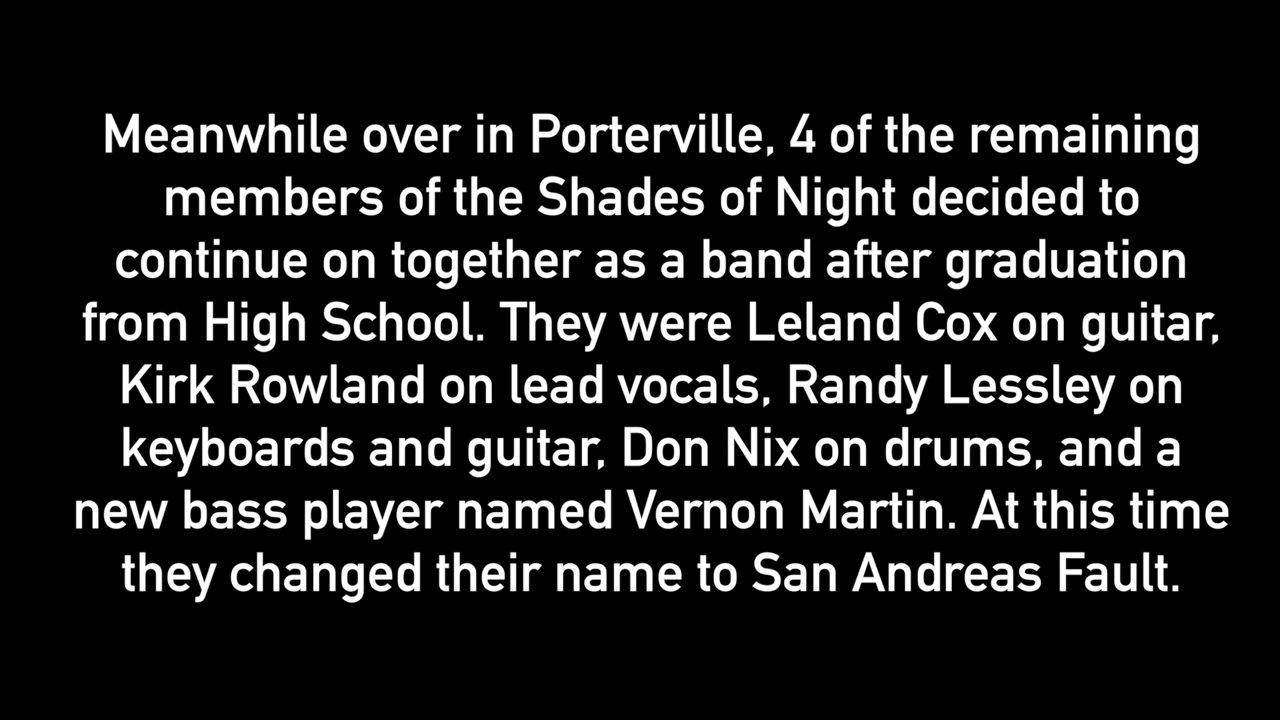 Meanwhile over in Porterville, 4 of the remaining
members of the Shades of Night decided to
continue on together as a band after graduation
from High School. They were Leland Cox on guitar,
Kirk Rowland on lead vocals, Randy Lessley on
keyboards and guitar, Don Nix on drums, and a
new bass player named Vernon Martin. At this time
they changed their name to San Andreas Fault.